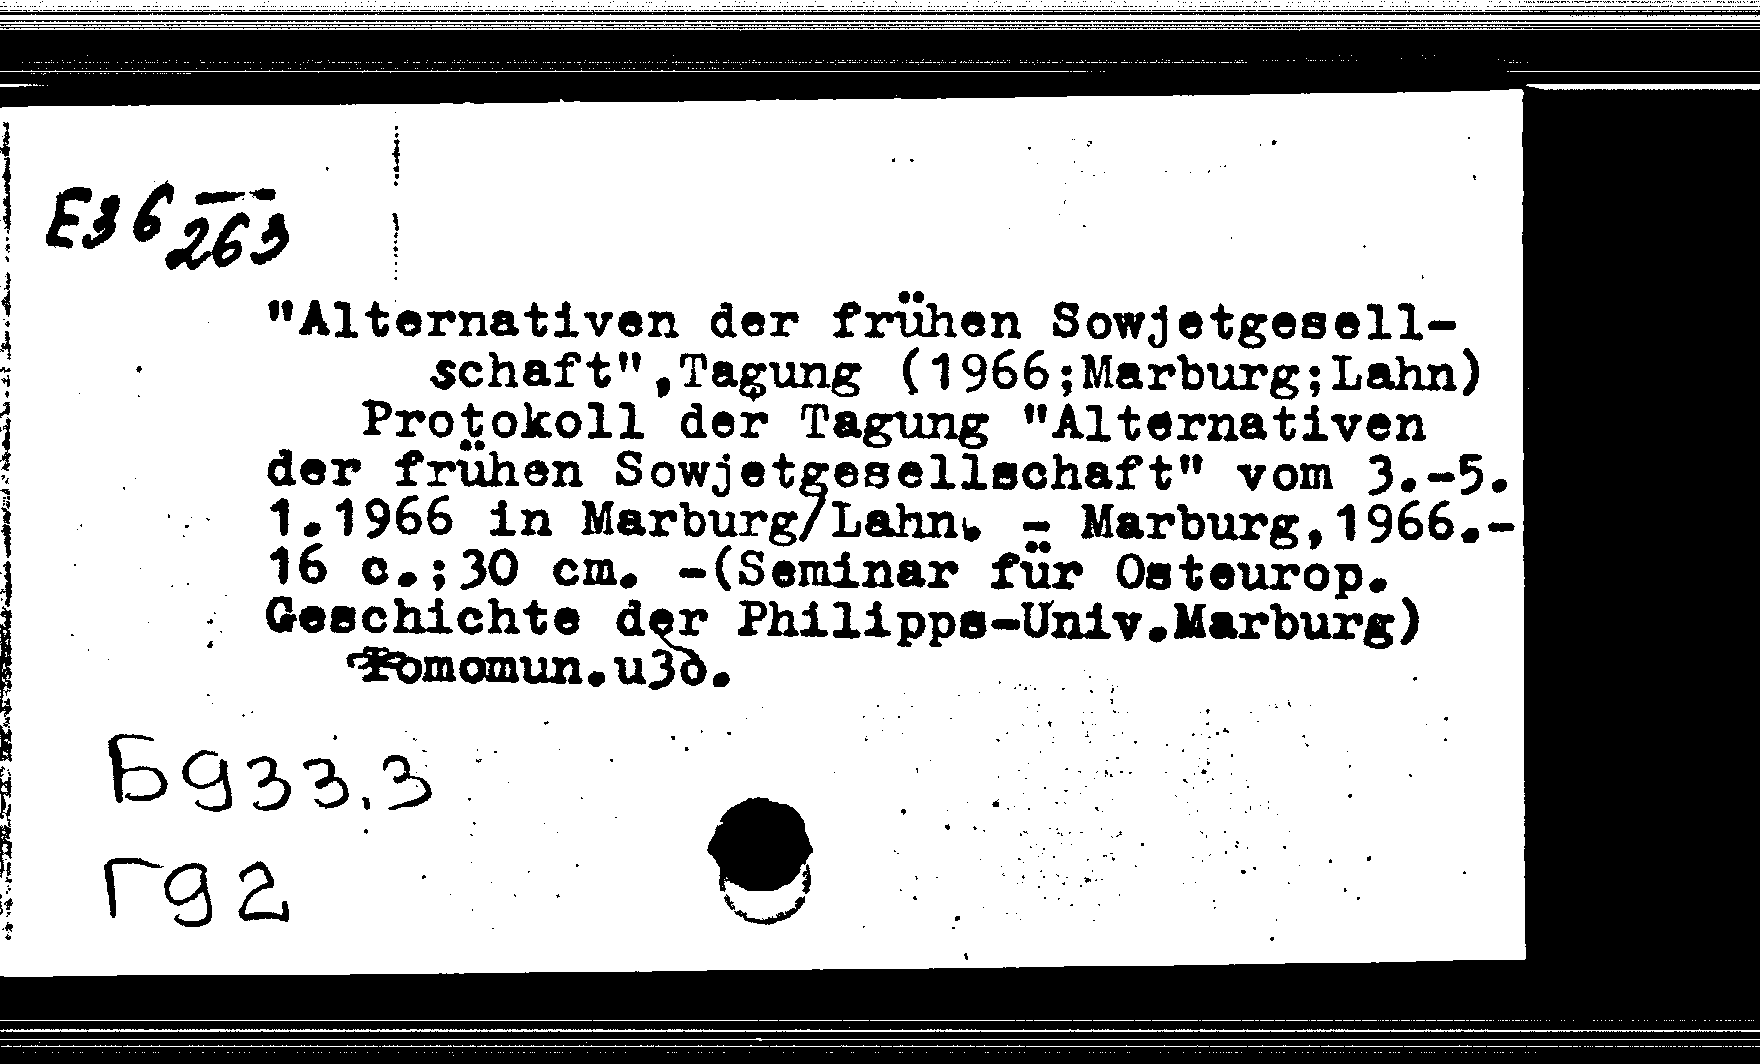 E36 263
"Alternativen der frühen Sowjetgesell-
schaft",Tagung (1966;Marburg;Lahn)
Protokoll der Tagung "Alternativen
der frühen Sowjetgesellschaft" vom 3.-5.
1.1966 in Marburg/Lahn. - Marburg,1966.-
16 c.;30 cm. -(Seminar für Osteurop.
Geschichte der Philipps-Univ.Marburg)
Fomomun.uзд.
Б933.3
Г92